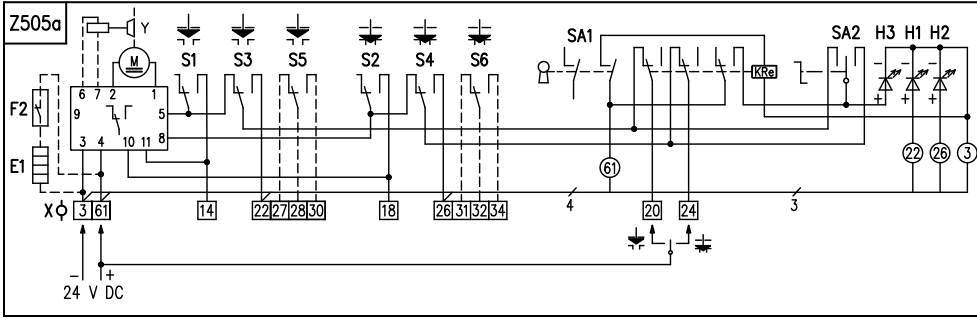 Z505a
Y
M
S1 S3 S5 S2 S4 S6
SA1
SA2 H3 H1 H2
KRe
6 7 2 1
9 5
8
3 4 10 11
F2
E1
61 22 26 3
4 3
X 3 61 14 22 27 28 30 18 26 31 32 34 20 24
− +
24 V DC
− − −
+ + +